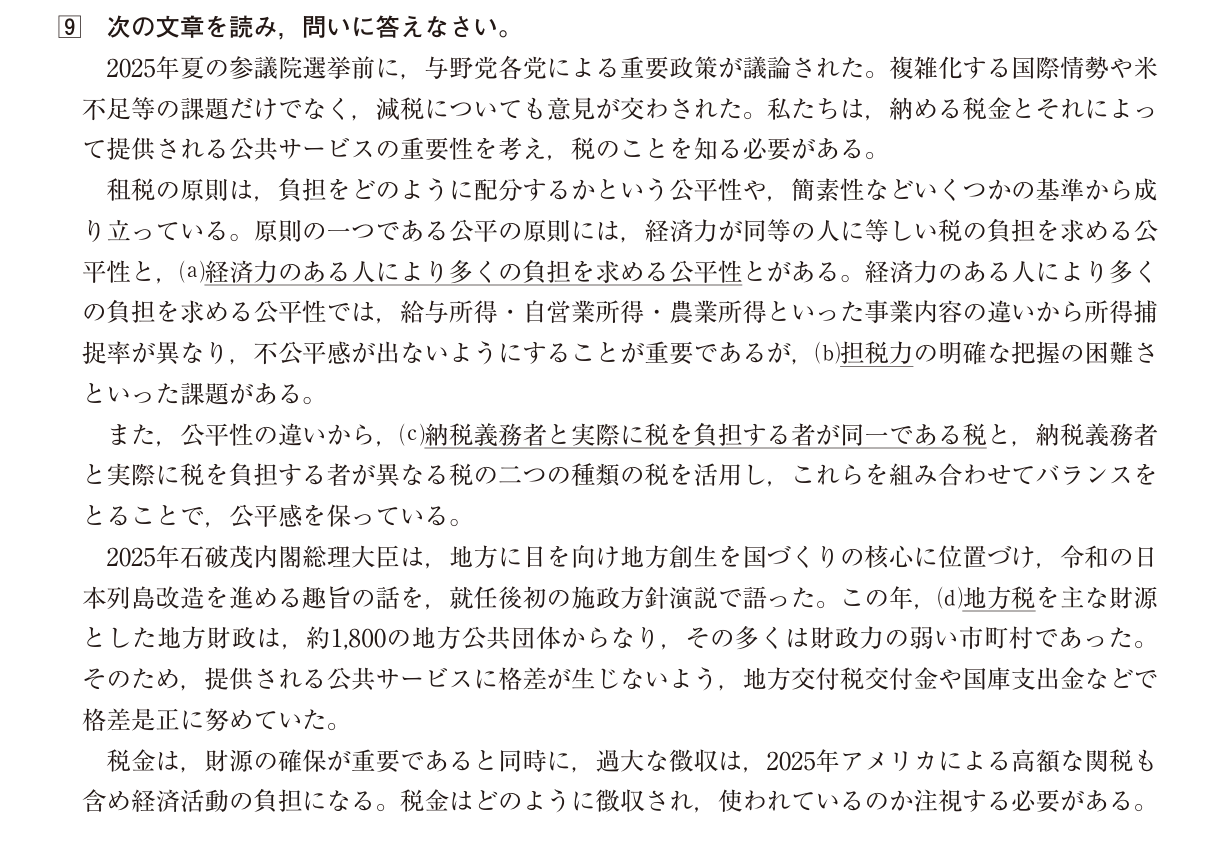 9 次の文章を読み，問いに答えなさい。
2025年夏の参議院選挙前に，与野党各党による重要政策が議論された。複雑化する国際情勢や米
不足等の課題だけでなく，減税についても意見が交わされた。私たちは，納める税金とそれによっ
て提供される公共サービスの重要性を考え，税のことを知る必要がある。
租税の原則は，負担をどのように配分するかという公平性や，簡素性などいくつかの基準から成
り立っている。原則の一つである公平の原則には，経済力が同等の人に等しい税の負担を求める公
平性と，(a)経済力のある人により多くの負担を求める公平性とがある。経済力のある人により多く
の負担を求める公平性では，給与所得・自営業所得・農業所得といった事業内容の違いから所得捕
捉率が異なり，不公平感が出ないようにすることが重要であるが，(b)担税力の明確な把握の困難さ
といった課題がある。
また，公平性の違いから，(c)納税義務者と実際に税を負担する者が同一である税と，納税義務者
と実際に税を負担する者が異なる税の二つの種類の税を活用し，これらを組み合わせてバランスを
とることで，公平感を保っている。
2025年石破茂内閣総理大臣は，地方に目を向け地方創生を国づくりの核心に位置づけ，令和の日
本列島改造を進める趣旨の話を，就任後初の施政方針演説で語った。この年，(d)地方税を主な財源
とした地方財政は，約1,800の地方公共団体からなり，その多くは財政力の弱い市町村であった。
そのため，提供される公共サービスに格差が生じないよう，地方交付税交付金や国庫支出金などで
格差是正に努めていた。
税金は，財源の確保が重要であると同時に，過大な徴収は，2025年アメリカによる高額な関税も
含め経済活動の負担になる。税金はどのように徴収され，使われているのか注視する必要がある。